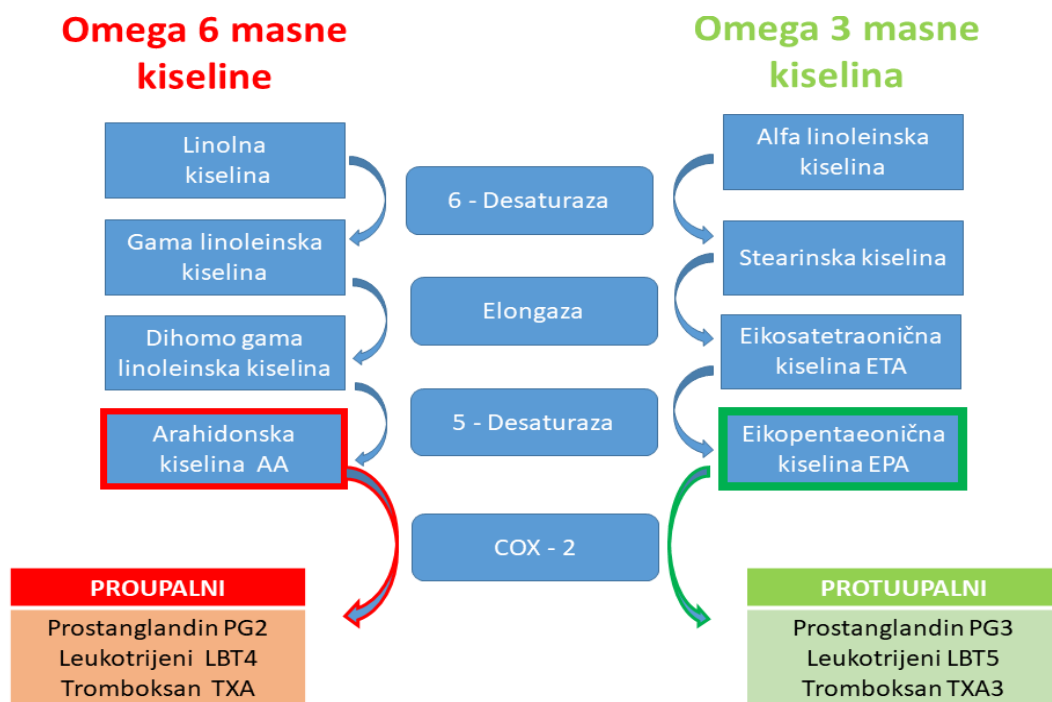 Omega 6 masne
kiseline
Omega 3 masne
kiselina
Linolna
kiselina
Alfa linoleinska
kiselina
6 - Desaturaza
Gama linoleinska
kiselina
Stearinska kiselina
Elongaza
Dihomo gama
linoleinska kiselina
Eikosatetraonična
kiselina ETA
5 - Desaturaza
Arahidonska
kiselina AA
Eikopentaeonična
kiselina EPA
COX - 2
PROUPALNI
Prostanglandin PG2
Leukotrijeni LBT4
Tromboksan TXA
PROTUUPALNI
Prostanglandin PG3
Leukotrijeni LBT5
Tromboksan TXA3